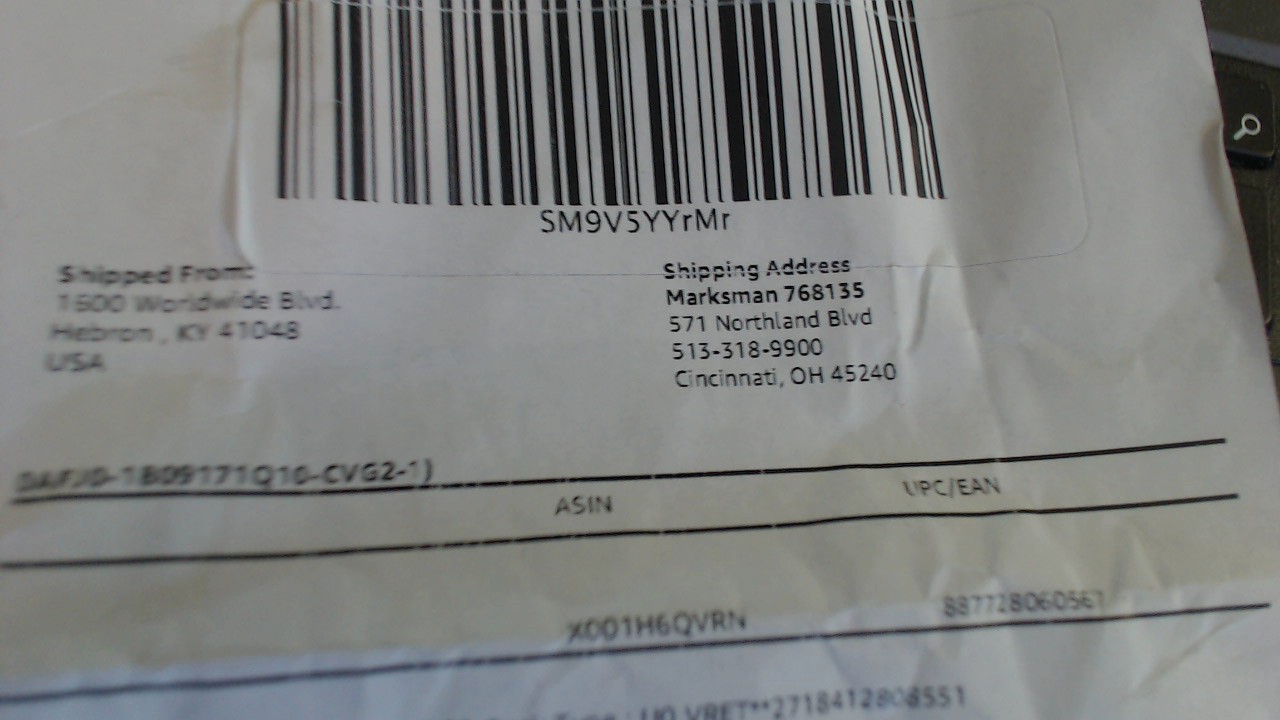 SM9V5YYrMr
Shipped From:
1600 Worldwide Blvd.
Hebron, KY 41048
USA
Shipping Address
Marksman 768135
571 Northland Blvd
513-318-9900
Cincinnati, OH 45240
ASIN
UPC/EAN
X001H6QVRN
887728060567